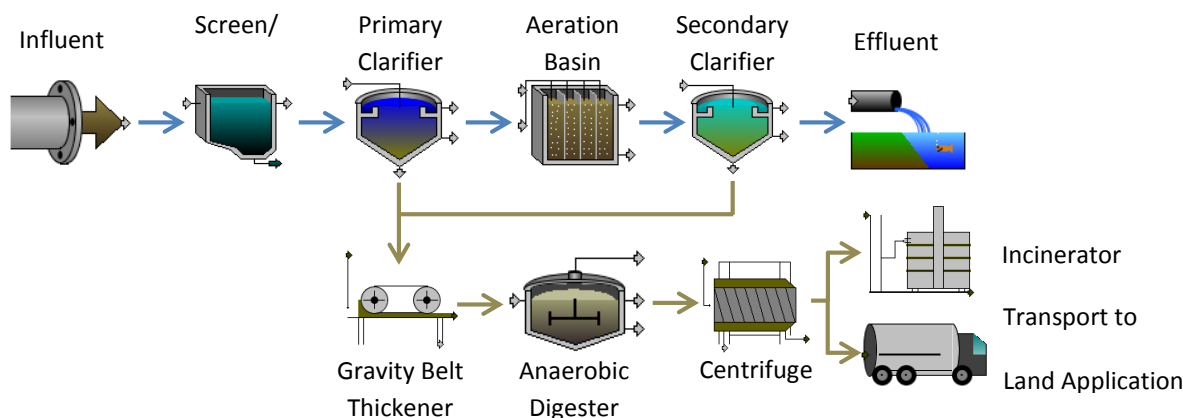 Influent
Screen/
Primary
Clarifier
Aeration
Basin
Secondary
Clarifier
Effluent
Incinerator
Transport to
Land Application
Gravity Belt
Thickener
Anaerobic
Digester
Centrifuge